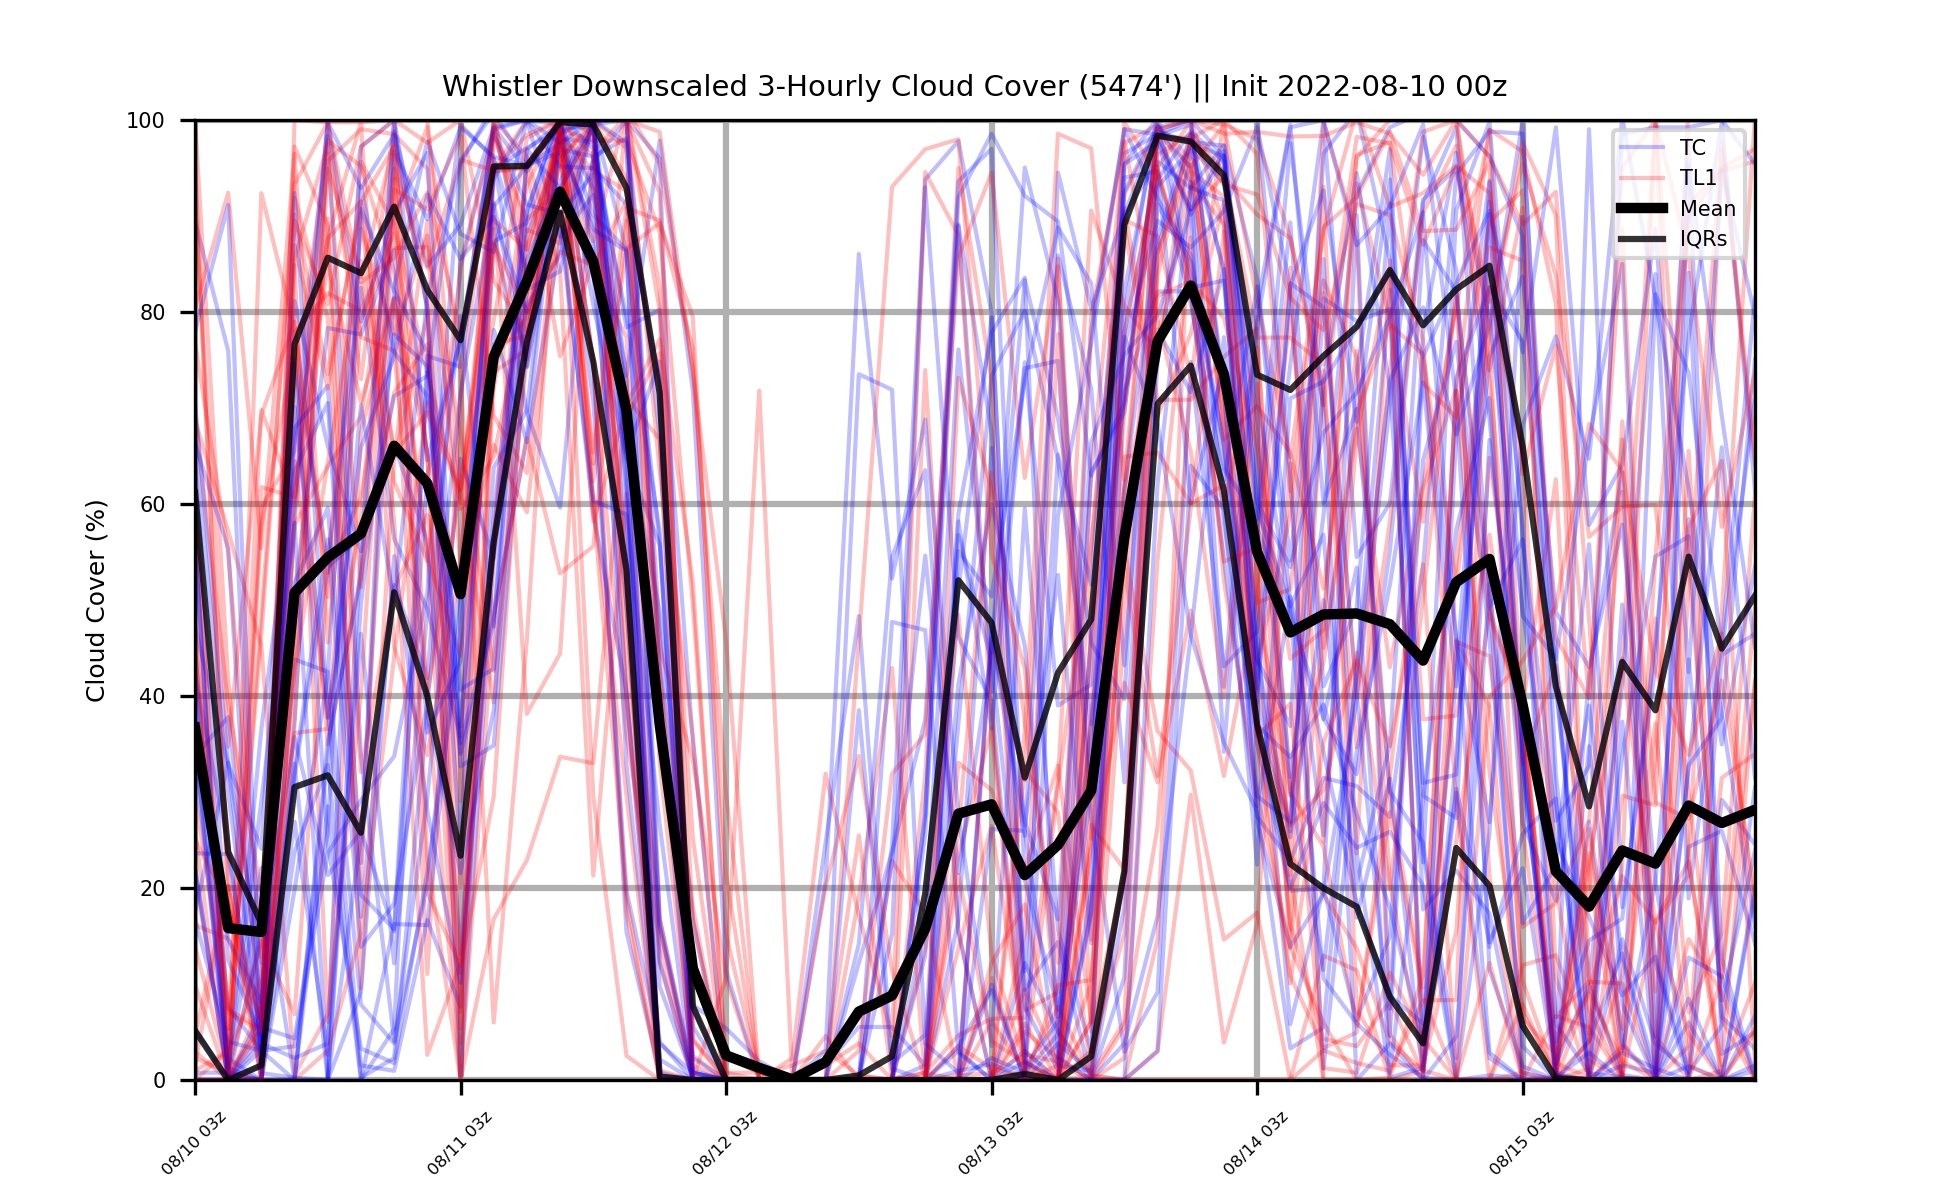 Whistler Downscaled 3-Hourly Cloud Cover (5474') || Init 2022-08-10 00z
Cloud Cover (%)
100
80
60
40
20
0
TC
TL1
Mean
IQRs
08/10 03z
08/11 03z
08/12 03z
08/13 03z
08/14 03z
08/15 03z